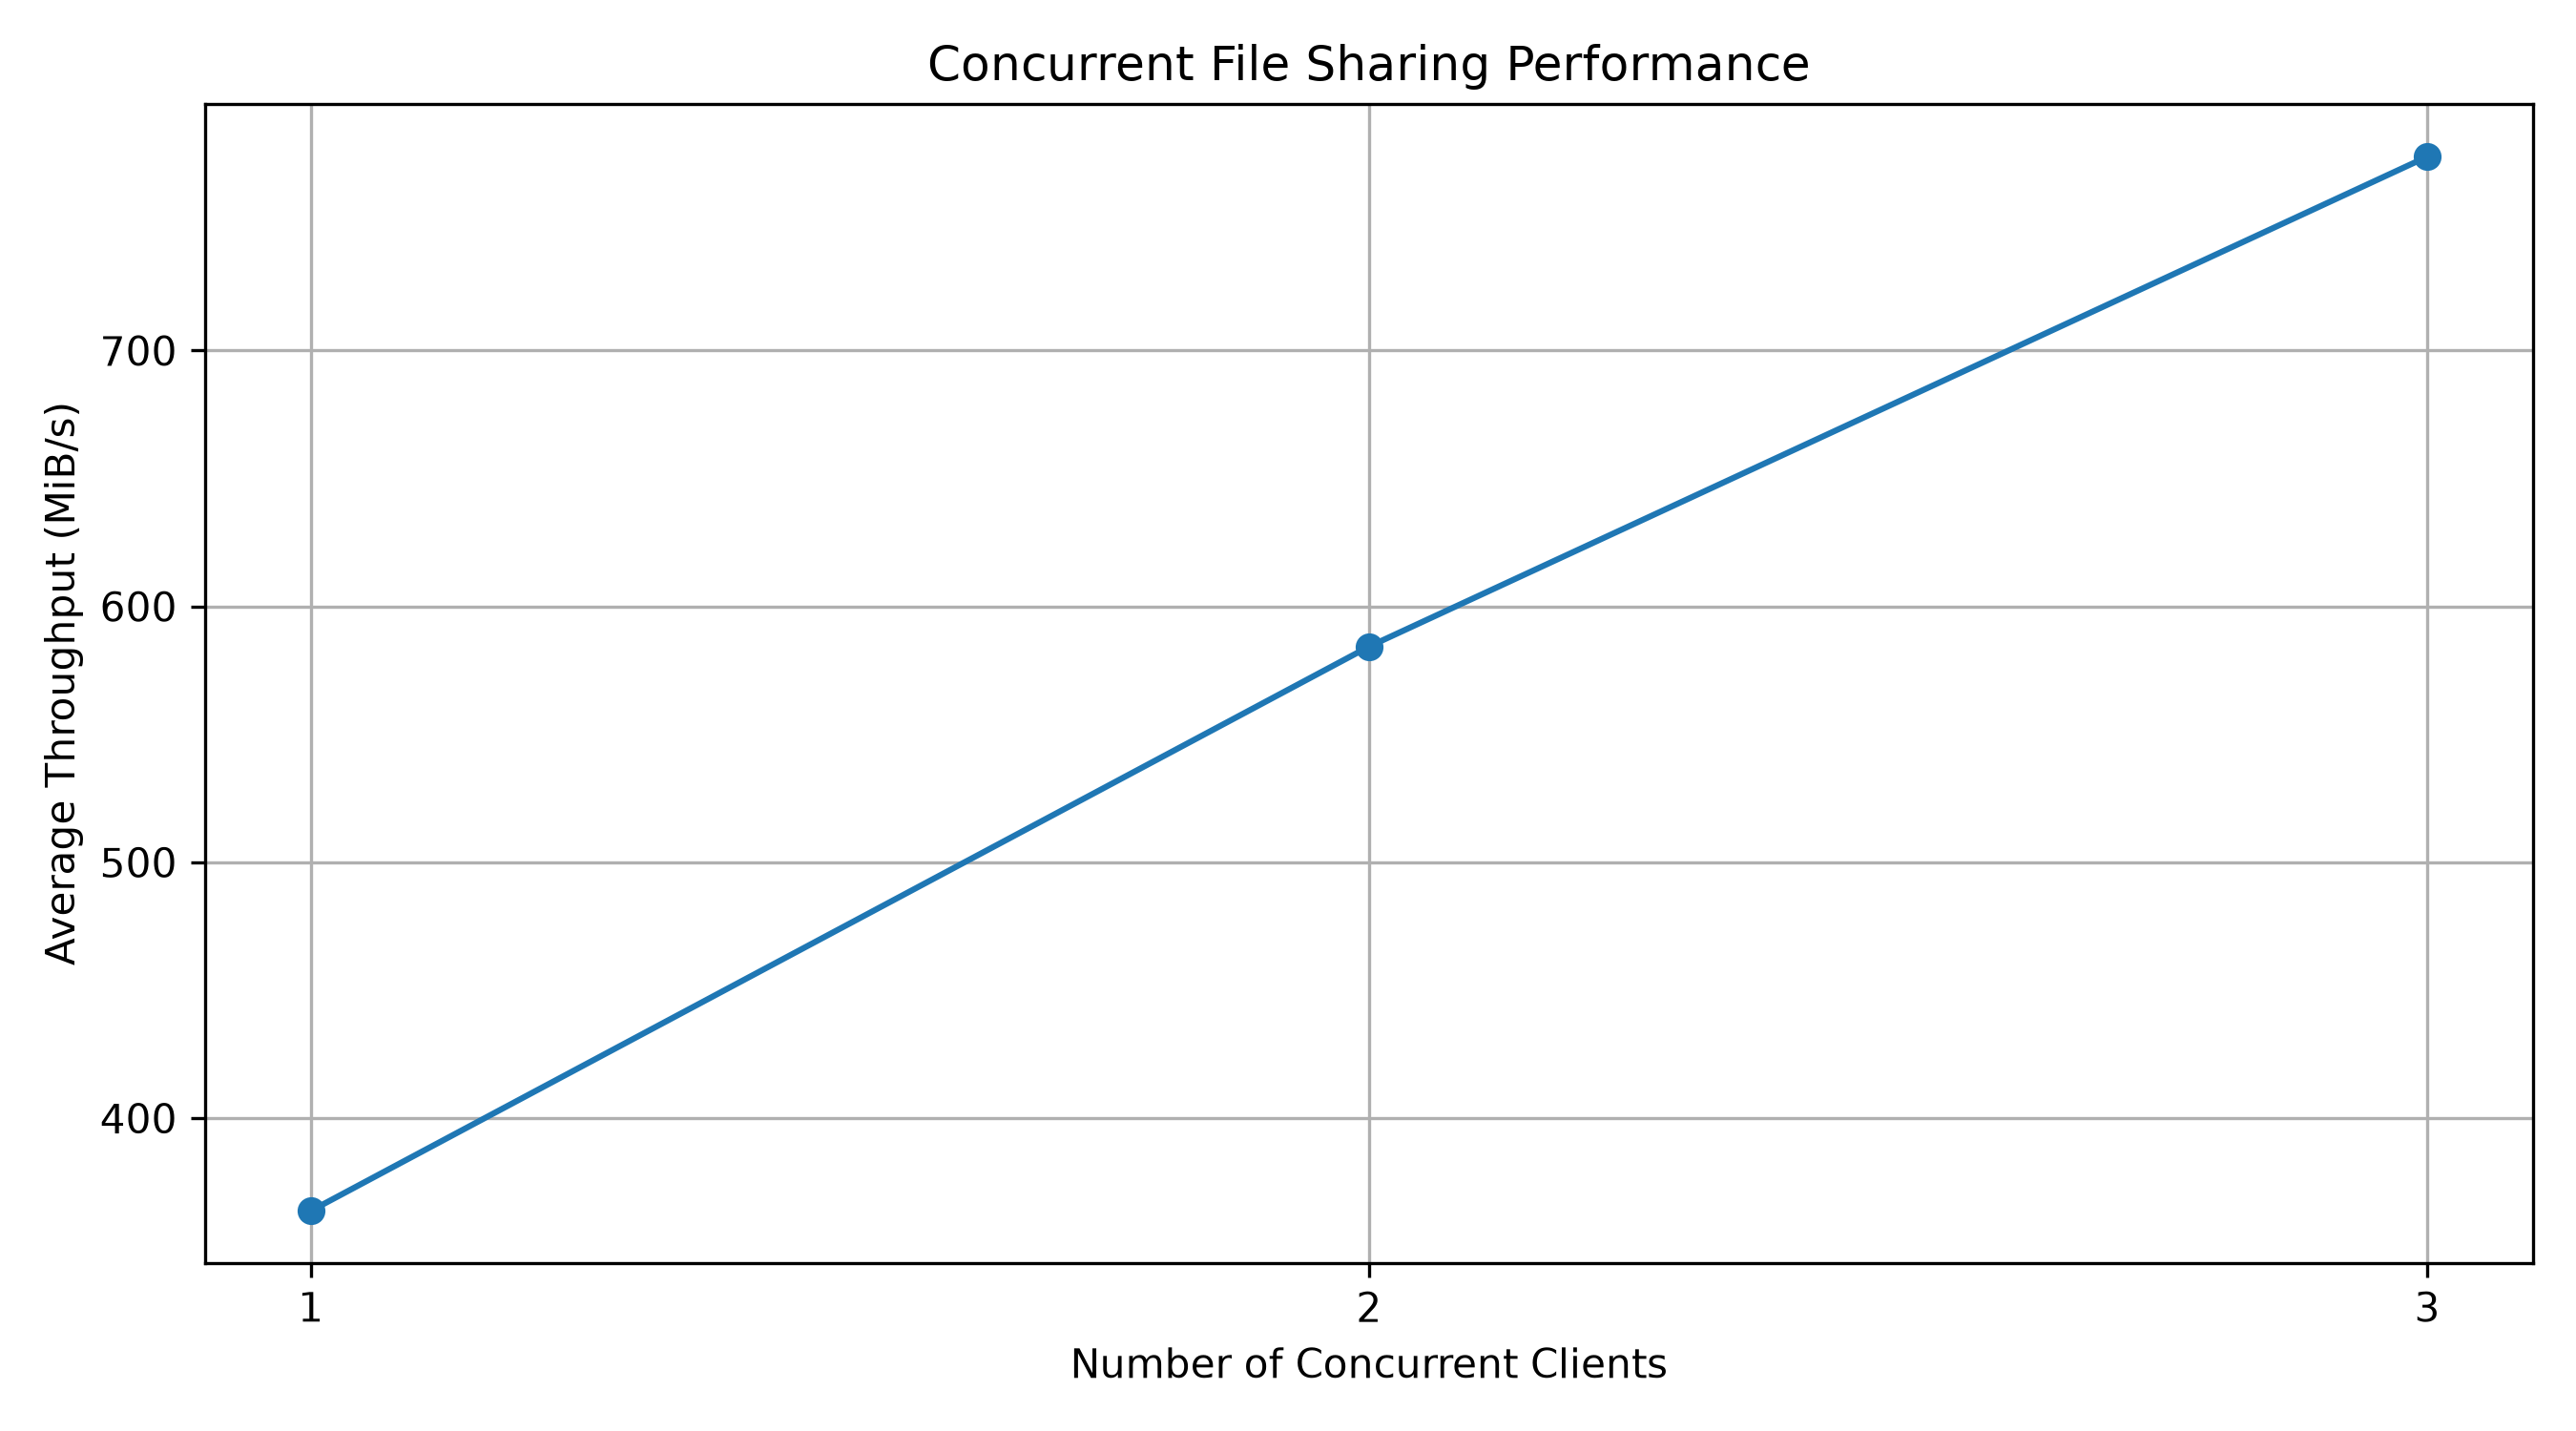 Concurrent File Sharing Performance
Average Throughput (MiB/s)
700
600
500
400
1 2 3
Number of Concurrent Clients